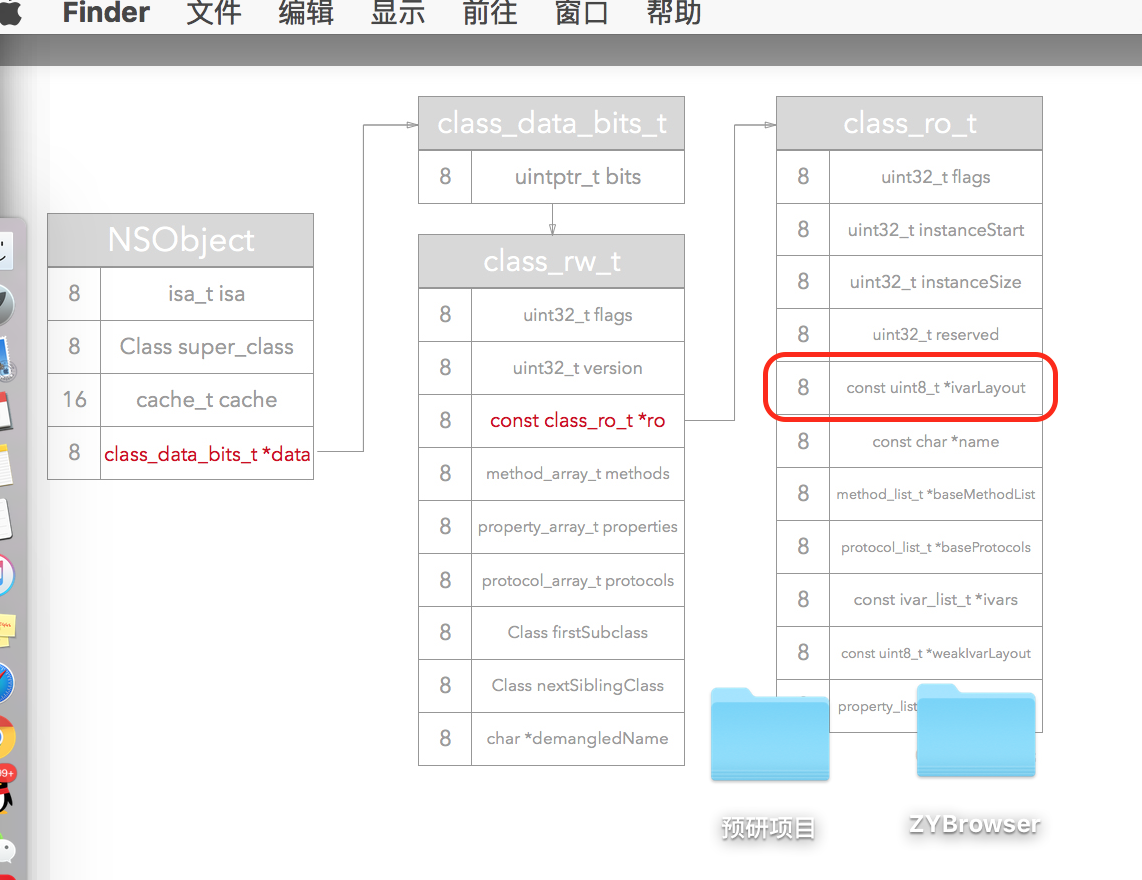 Finder 文件 编辑 显示 前往 窗口 帮助
NSObject
8 isa_t isa
8 Class super_class
16 cache_t cache
8 class_data_bits_t *data
class_data_bits_t
8 uintptr_t bits
class_rw_t
8 uint32_t flags
8 uint32_t version
8 const class_ro_t *ro
8 method_array_t methods
8 property_array_t properties
8 protocol_array_t protocols
8 Class firstSubclass
8 Class nextSiblingClass
8 char *demangledName
class_ro_t
8 uint32_t flags
8 uint32_t instanceStart
8 uint32_t instanceSize
8 uint32_t reserved
8 const uint8_t *ivarLayout
8 const char *name
8 method_list_t *baseMethodList
8 protocol_list_t *baseProtocols
8 const ivar_list_t *ivars
8 const uint8_t *weakIvarLayout
property_list
预研项目
ZYBrowser
99+